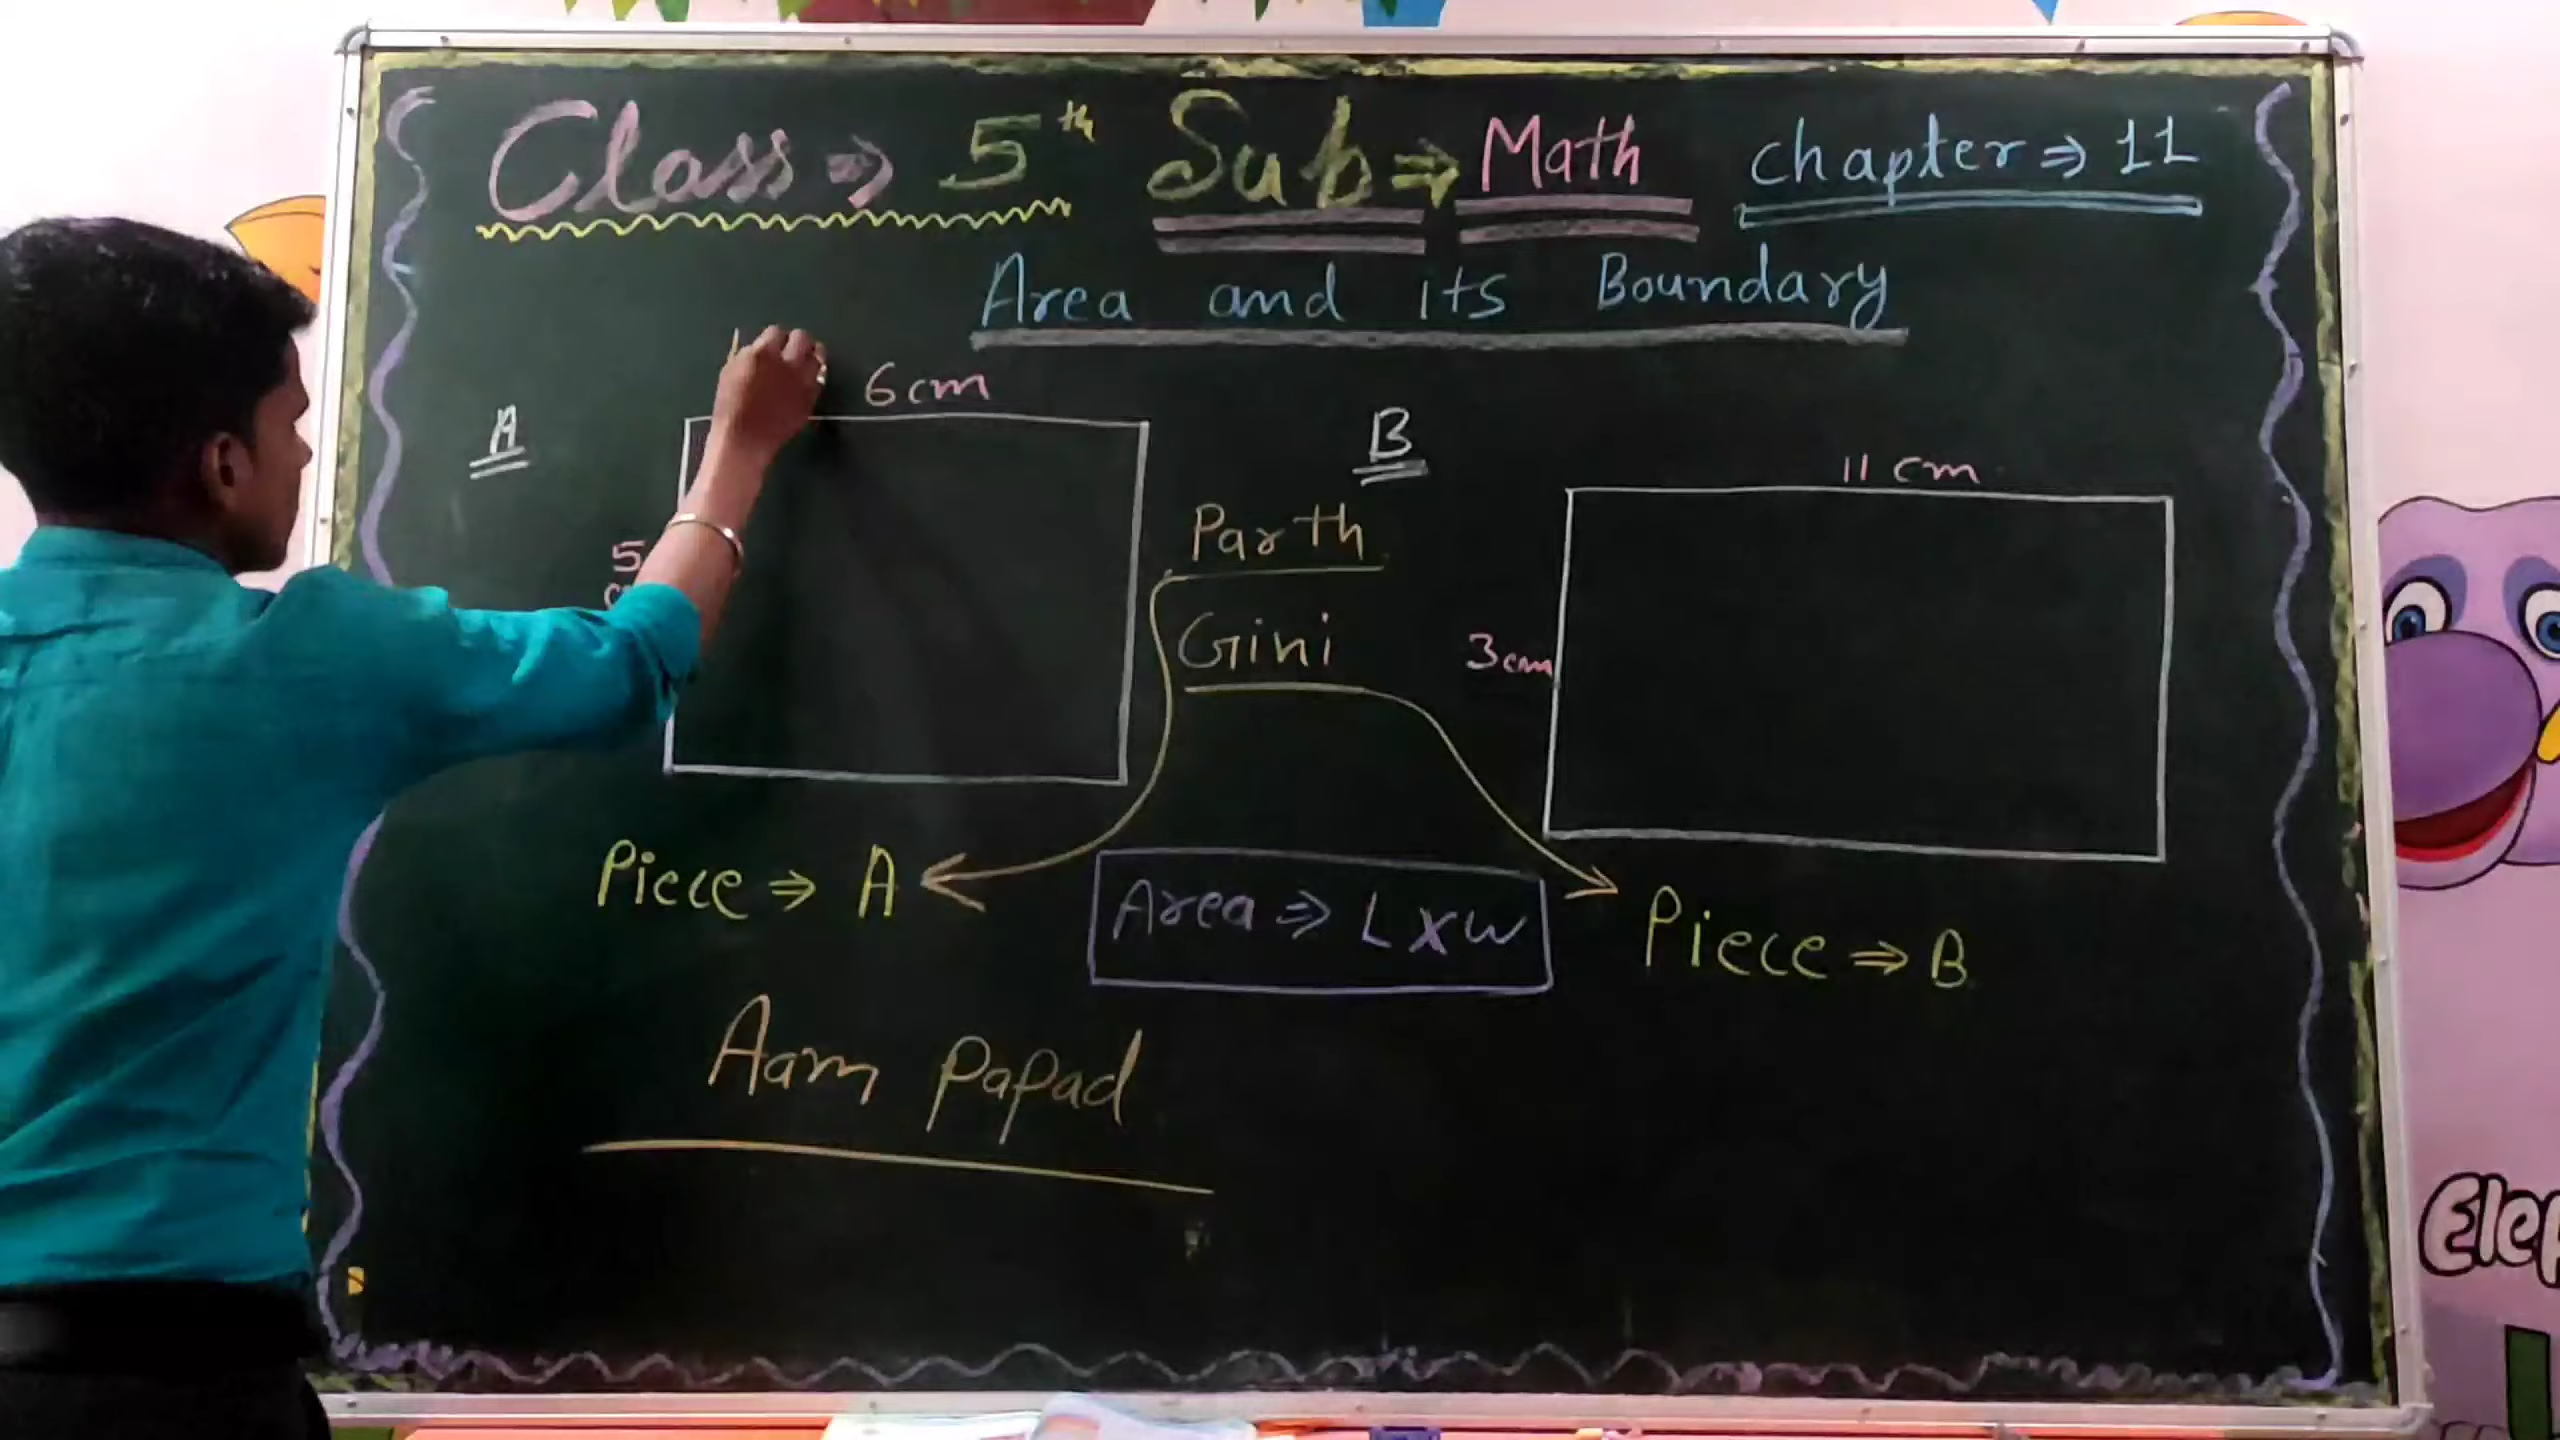 Class ⇒ 5th Sub ⇒ Math chapter ⇒ 11
Area and its Boundary
6cm
A
B
11 cm
Parth
5
Gini
3cm
Piece ⇒ A
Area ⇒ L x w
Piece ⇒ B
Aam Papad